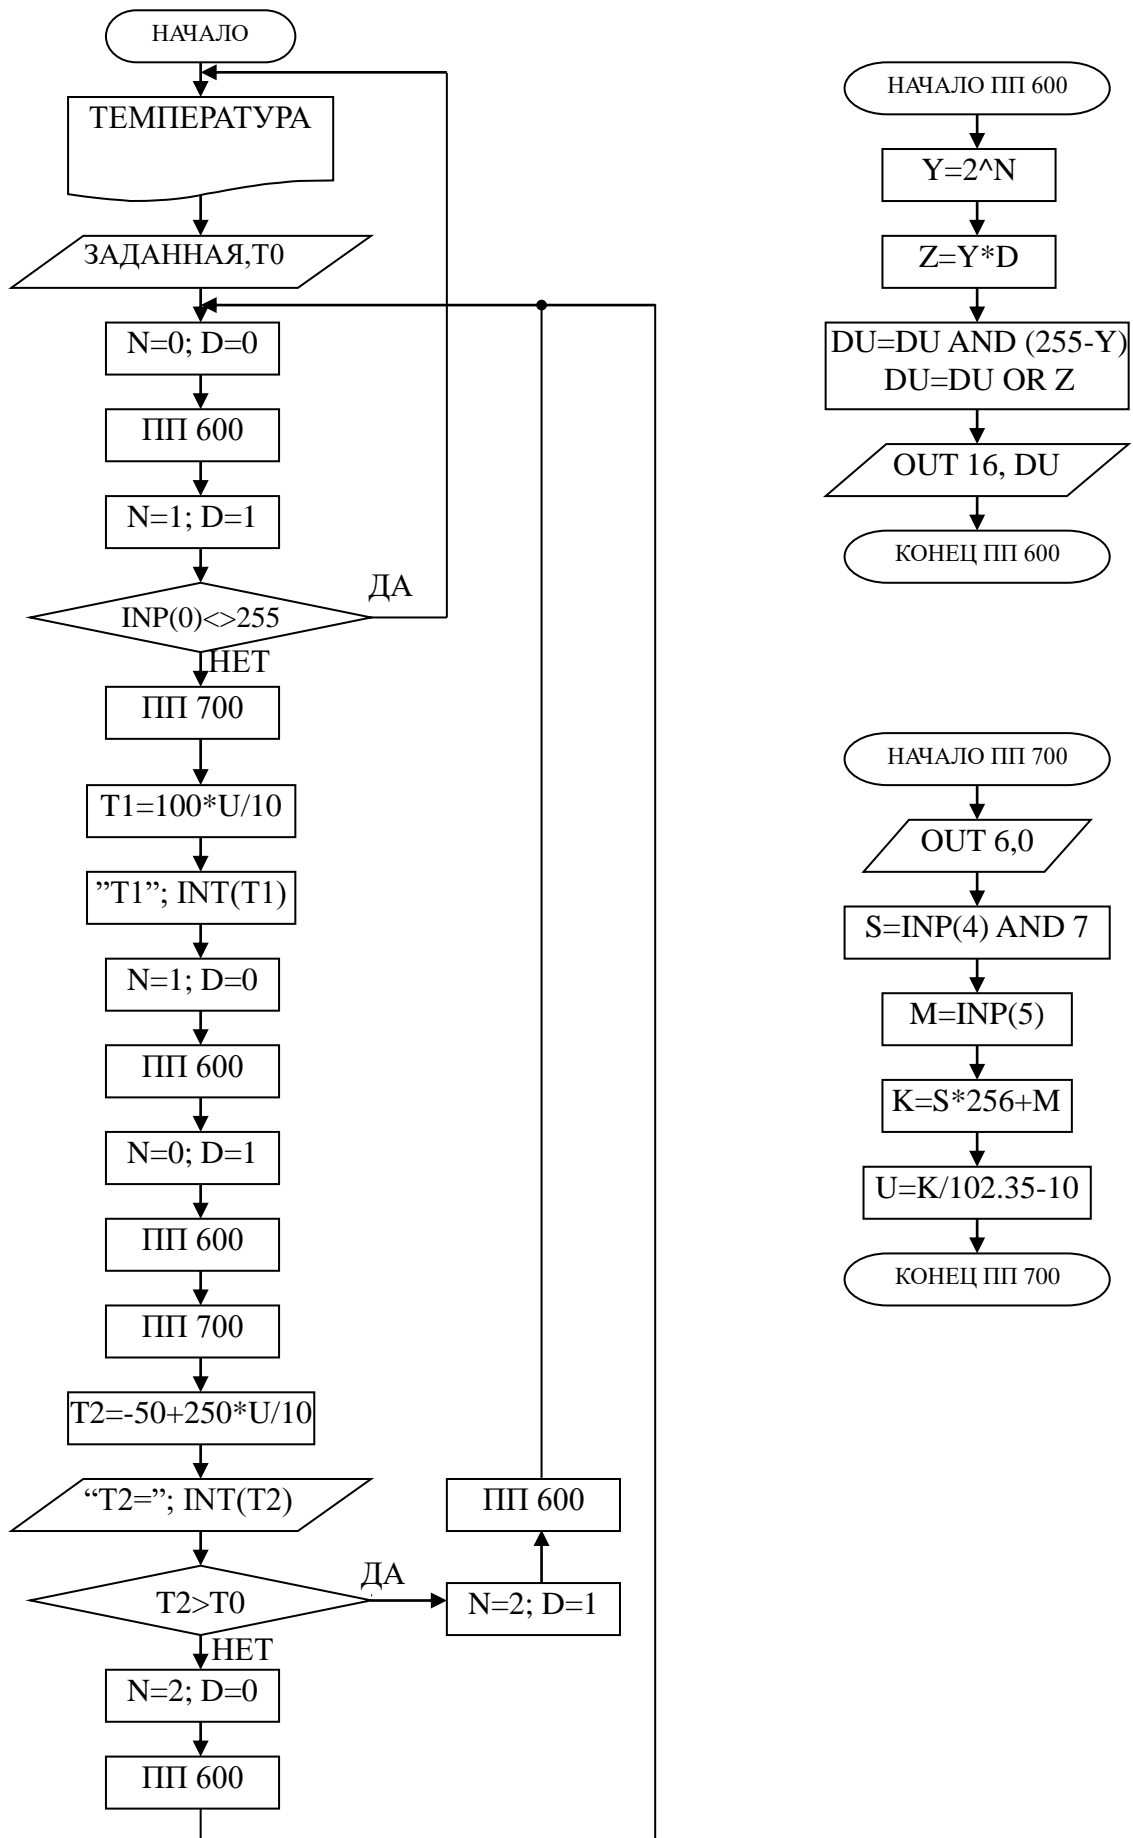 НАЧАЛО
ТЕМПЕРАТУРА
ЗАДАННАЯ,Т0
N=0; D=0
ПП 600
N=1; D=1
ДА
INP(0)<>255
НЕТ
ПП 700
T1=100*U/10
”T1”; INT(T1)
N=1; D=0
ПП 600
N=0; D=1
ПП 600
ПП 700
T2=-50+250*U/10
“T2=”; INT(T2)
ДА
T2>T0
НЕТ
N=2; D=0
ПП 600
ПП 600
N=2; D=1
НАЧАЛО ПП 600
Y=2^N
Z=Y*D
DU=DU AND (255-Y)
DU=DU OR Z
OUT 16, DU
КОНЕЦ ПП 600
НАЧАЛО ПП 700
OUT 6,0
S=INP(4) AND 7
M=INP(5)
K=S*256+M
U=K/102.35-10
КОНЕЦ ПП 700